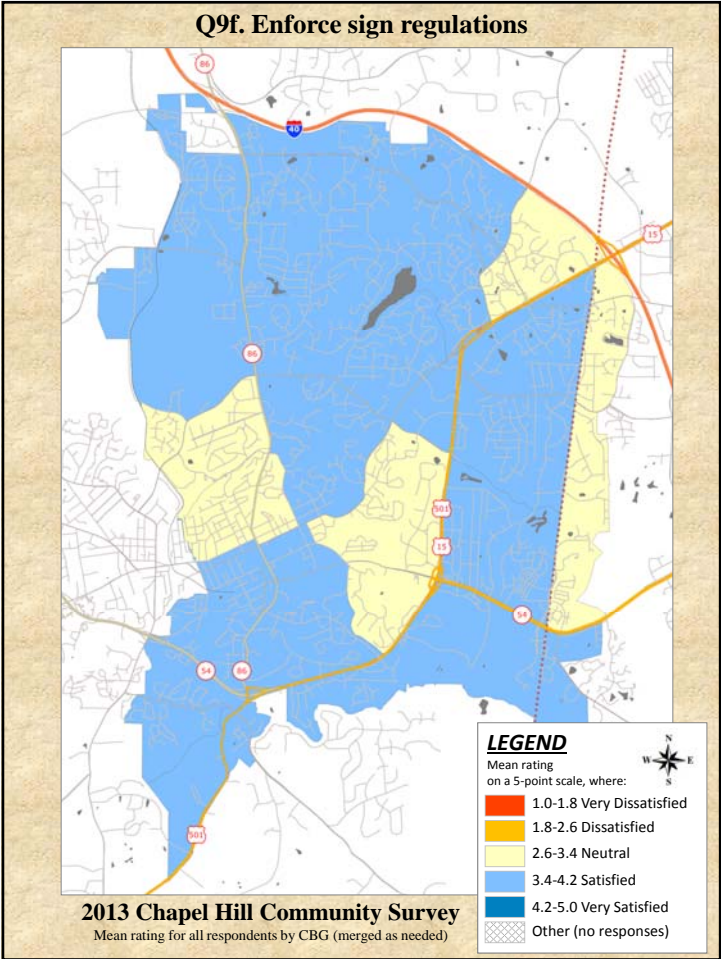 Q9f. Enforce sign regulations
86
40
15
86
501
15
54
54
86
501
LEGEND
N
W E
S
Mean rating
on a 5-point scale, where:
1.0-1.8 Very Dissatisfied
1.8-2.6 Dissatisfied
2.6-3.4 Neutral
3.4-4.2 Satisfied
4.2-5.0 Very Satisfied
Other (no responses)
2013 Chapel Hill Community Survey
Mean rating for all respondents by CBG (merged as needed)